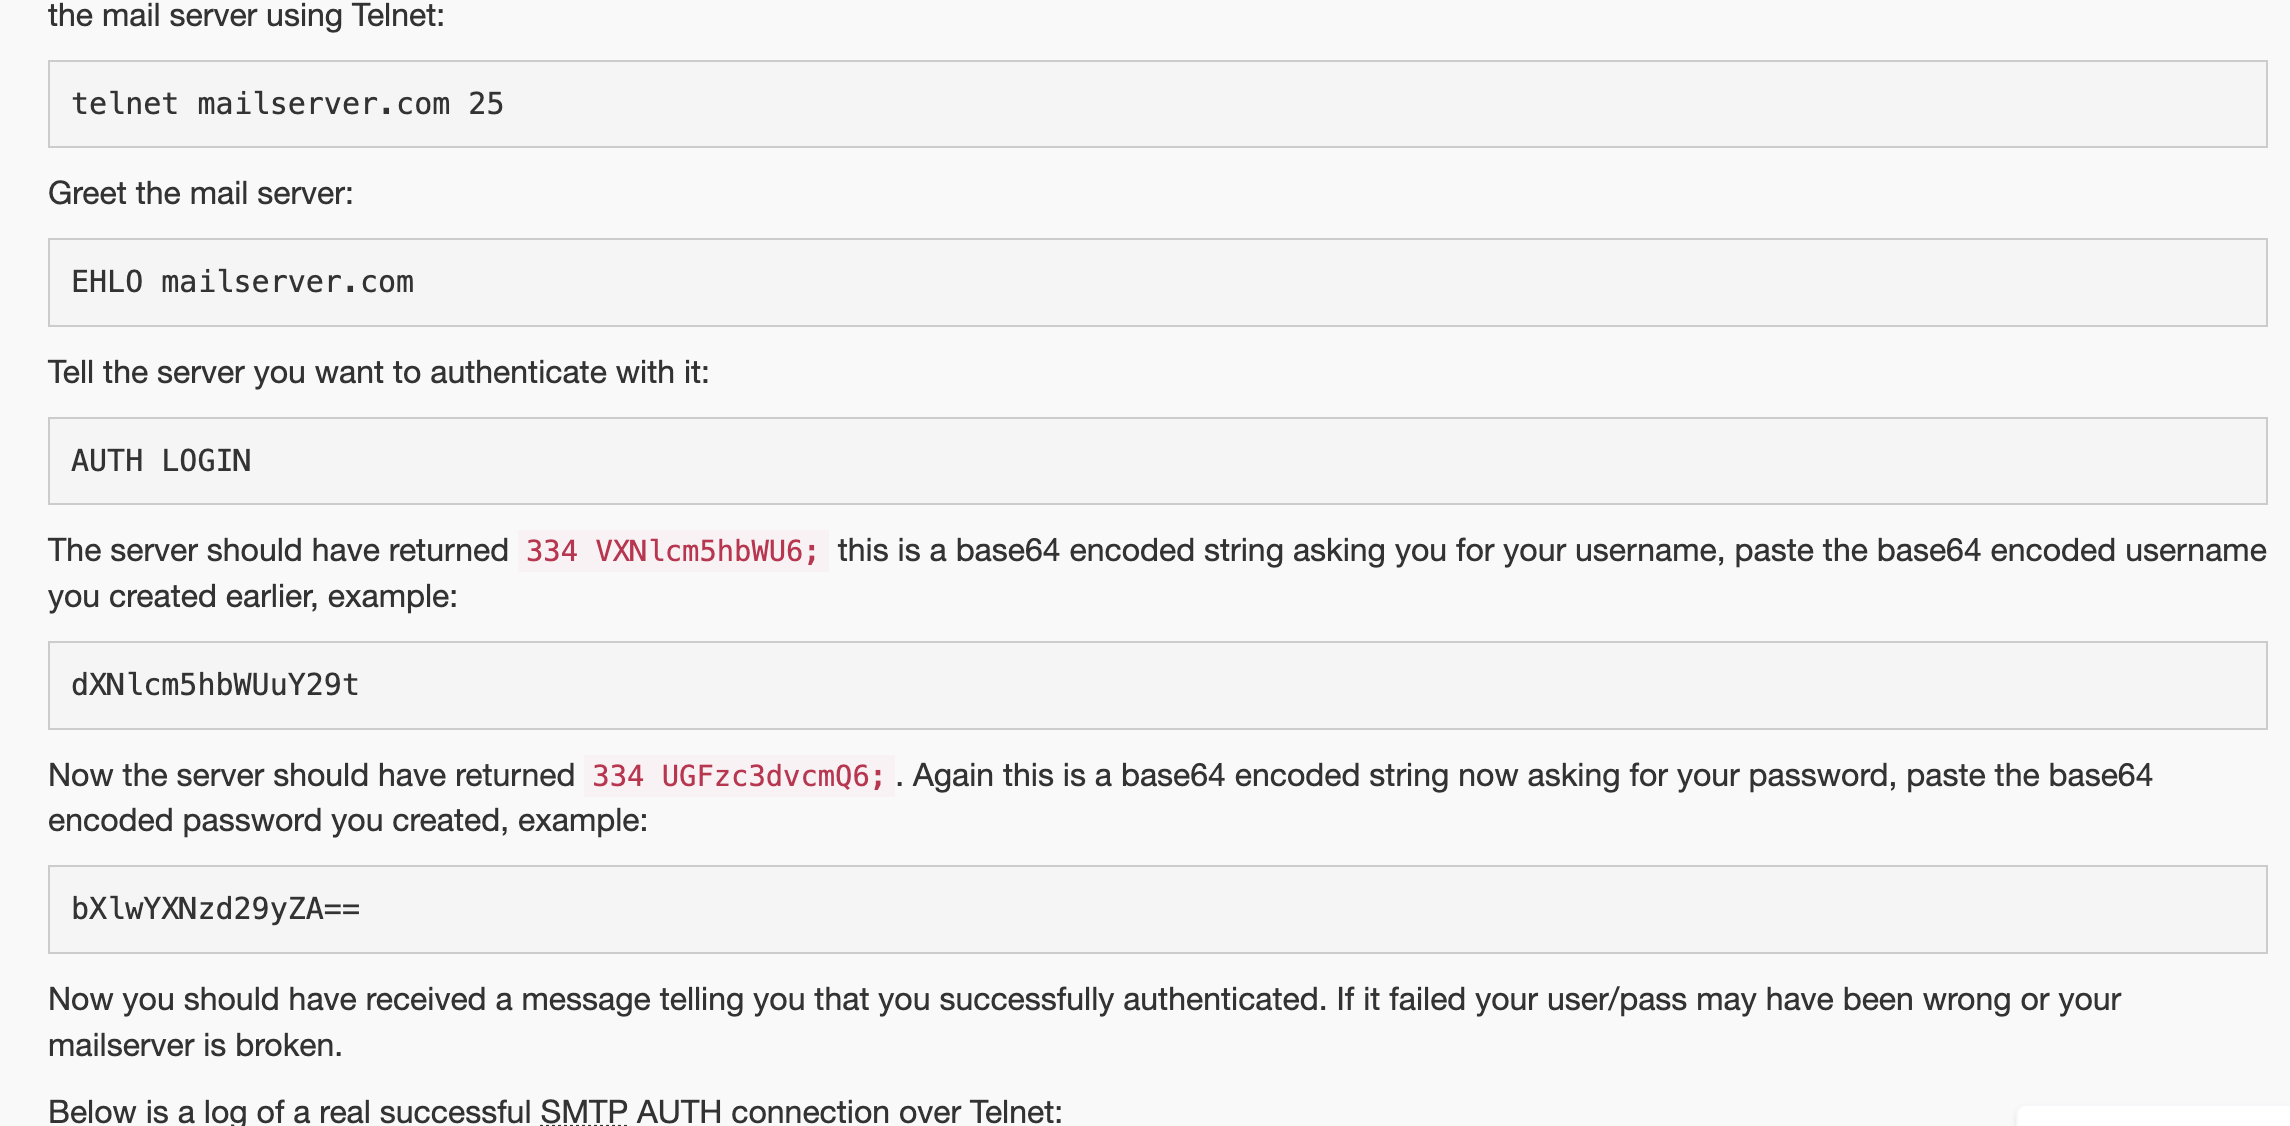 the mail server using Telnet:
telnet mailserver.com 25
Greet the mail server:
EHLO mailserver.com
Tell the server you want to authenticate with it:
AUTH LOGIN
The server should have returned 334 VXNlcm5hbWU6; this is a base64 encoded string asking you for your username, paste the base64 encoded username
you created earlier, example:
dXNlcm5hbWUuY29t
Now the server should have returned 334 UGFzc3dvcmQ6; . Again this is a base64 encoded string now asking for your password, paste the base64
encoded password you created, example:
bXlwYXNzd29yZA==
Now you should have received a message telling you that you successfully authenticated. If it failed your user/pass may have been wrong or your
mailserver is broken.
Below is a log of a real successful SMTP AUTH connection over Telnet: